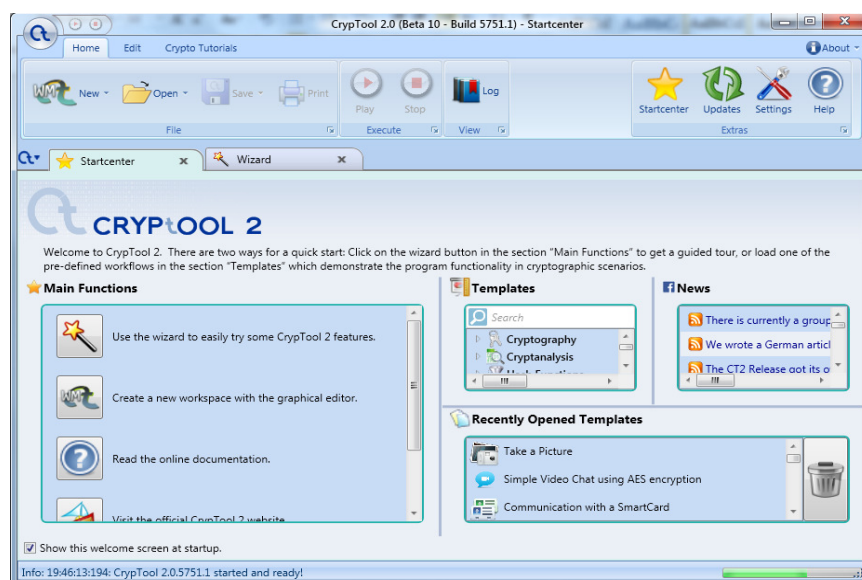 CrypTool 2.0 (Beta 10 - Build 5751.1) - Startcenter
Home Edit Crypto Tutorials About
New Open Save Print Play Stop Log Startcenter Updates Settings Help
File Execute View Extras
Startcenter Wizard
CRYPtOOL 2
Welcome to CrypTool 2. There are two ways for a quick start: Click on the wizard button in the section "Main Functions" to get a guided tour, or load one of the
pre-defined workflows in the section "Templates" which demonstrate the program functionality in cryptographic scenarios.
Main Functions
Use the wizard to easily try some CrypTool 2 features.
Create a new workspace with the graphical editor.
Read the online documentation.
Visit the official CrypTool 2 website
Templates
Search
Cryptography
Cryptanalysis
Hash Functions
News
There is currently a group
We wrote a German articl
The CT2 Release got its o
Recently Opened Templates
Take a Picture
Simple Video Chat using AES encryption
Communication with a SmartCard
Show this welcome screen at startup.
Info: 19:46:13:194: CrypTool 2.0.5751.1 started and ready!